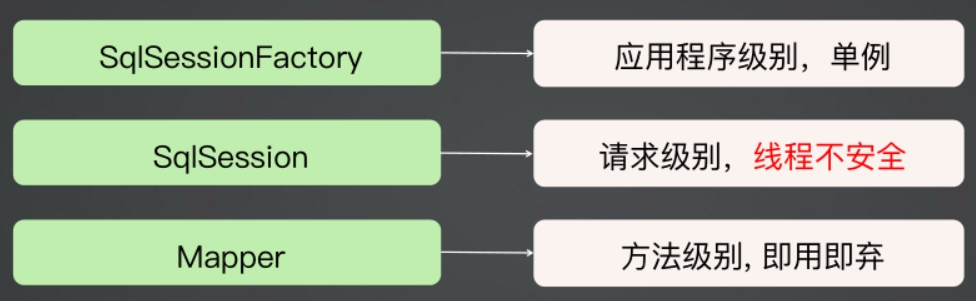 SqlSessionFactory
应用程序级别，单例
SqlSession
请求级别，线程不安全
Mapper
方法级别, 即用即弃